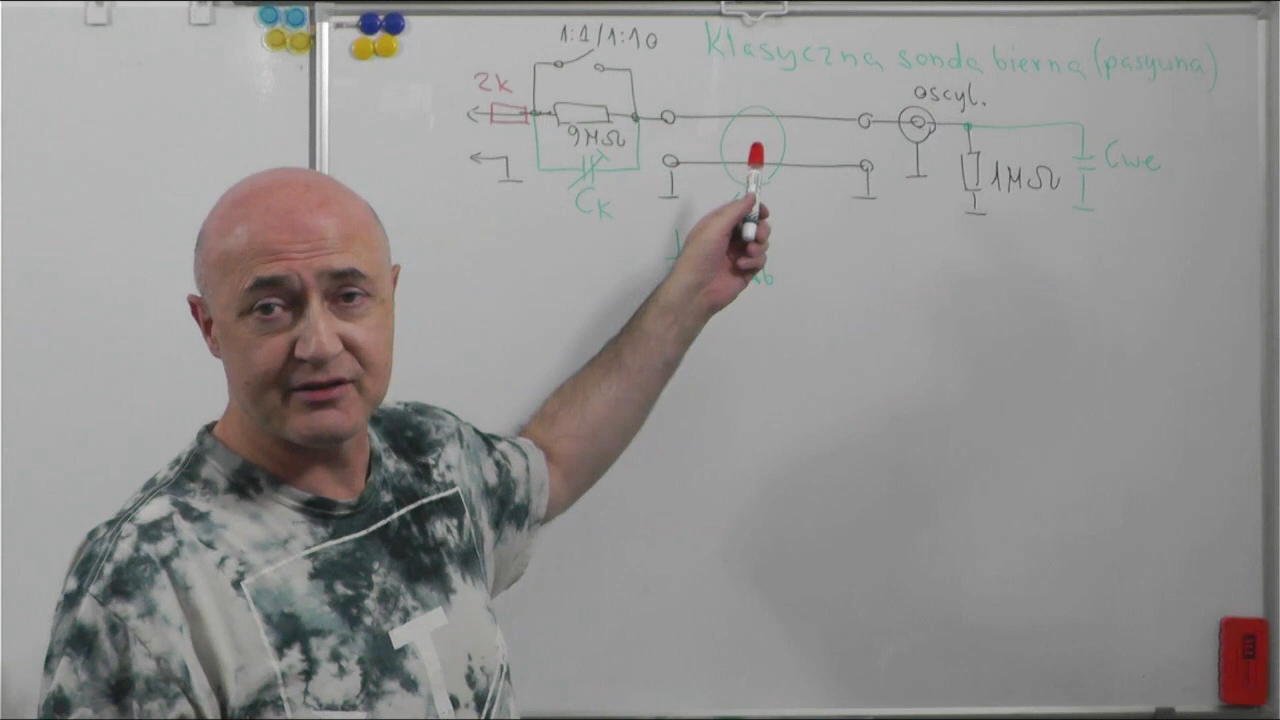 Klasyczna sonda bierna (pasywna)
1:1/1:10
2k
9MΩ
CK
oscyl.
1MΩ
Cwe